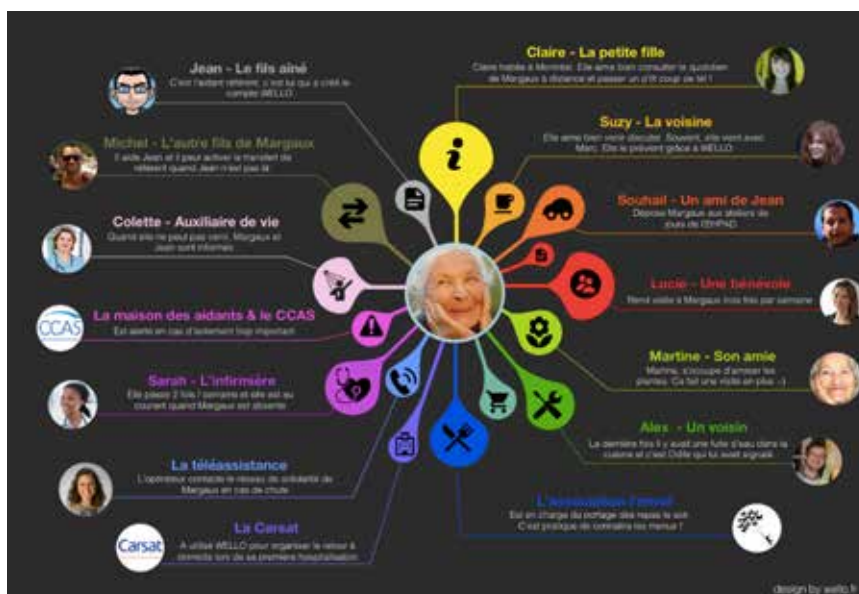 Jean - Le fils aîné
C'est l'aidant référent, c'est lui qui a créé le
compte WELLO
Michel - L'autre fils de Margaux
Il aide Jean et il peut activer le transfert de
référent quand Jean n'est pas là
Colette - Auxiliaire de vie
Quand elle ne peut pas venir, Margaux et
Jean sont informés
La maison des aidants & le CCAS
Est alerté en cas d'isolement trop important
CCAS
Sarah - L'infirmière
Elle passe 2 fois / semaine et elle est au
courant quand Margaux est absente
La téléassistance
L'opérateur contacte le réseau de solidarité de
Margaux en cas de chute
La Carsat
A utilisé WELLO pour organiser le retour à
domicile lors de sa première hospitalisation
Carsat
Claire - La petite fille
Claire habite à Montréal. Elle aime bien consulter le quotidien
de Margaux à distance et passer un p'tit coup de tél !
Suzy - La voisine
Elle aime bien venir discuter. Souvent, elle vient avec
Marc. Elle le prévient grâce à WELLO
Souhail - Un ami de Jean
Dépose Margaux aux ateliers de
jours de l'EHPAD
Lucie - Une bénévole
Rend visite à Margaux trois fois par semaine
Martine - Son amie
Martine, s'occupe d'arroser les
plantes. Ca fait une visite en plus :-)
Alex - Un voisin
La dernière fois il y avait une fuite d'eau dans la
cuisine et c'est Odile qui lui avait signalé
L'association
Est en charge du portage des repas le soir.
C'est pratique de connaître les menus !
design by wello.fr